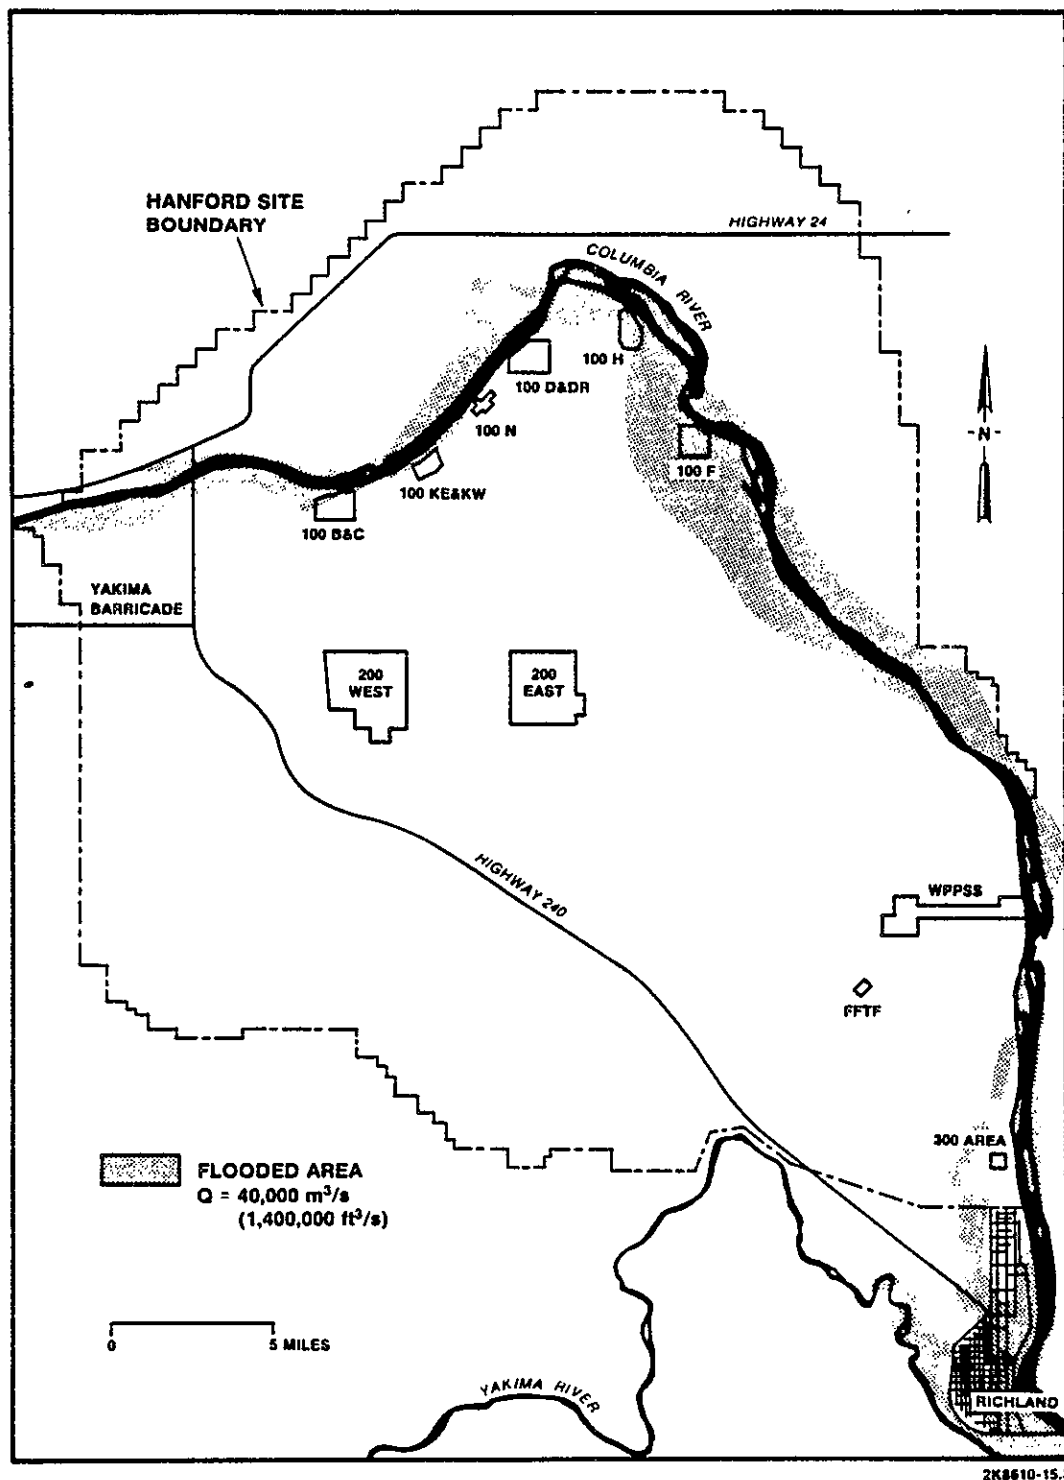 HANFORD SITE
BOUNDARY
HIGHWAY 24
COLUMBIA RIVER
100 H
100 D&DR
100 N
100 F
100 KE&KW
100 B&C
N
YAKIMA
BARRICADE
200
WEST
200
EAST
HIGHWAY 240
WPPSS
FFTF
300 AREA
FLOODED AREA
Q = 40,000 m³/s
(1,400,000 ft³/s)
0 5 MILES
YAKIMA RIVER
RICHLAND
2K8610-15